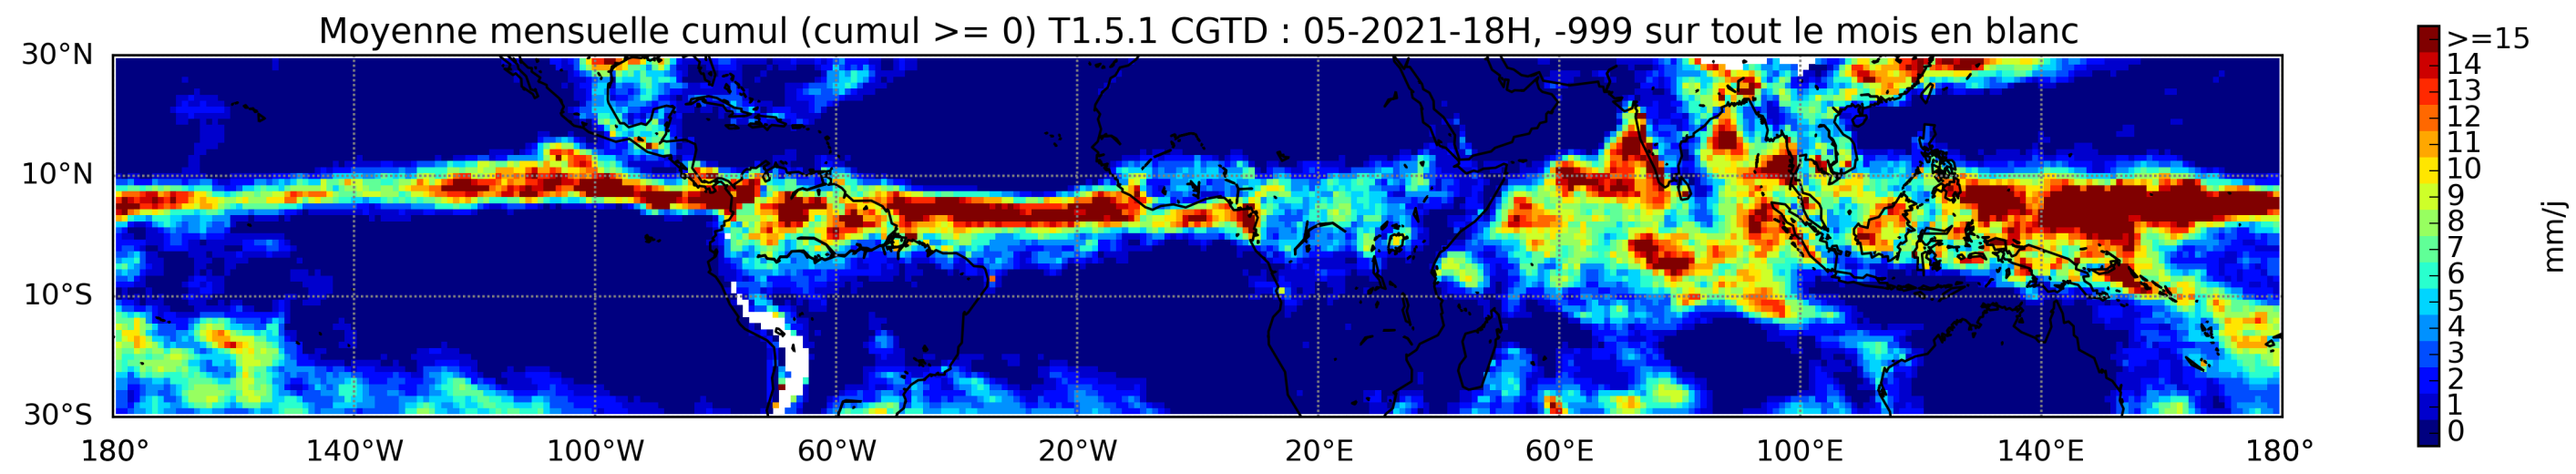 Moyenne mensuelle cumul (cumul >= 0) T1.5.1 CGTD : 05-2021-18H, -999 sur tout le mois en blanc
30°N
10°N
10°S
30°S
180° 140°W 100°W 60°W 20°W 20°E 60°E 100°E 140°E 180°
>=15
14
13
12
11
10
9
8
7
6
5
4
3
2
1
0
mm/j